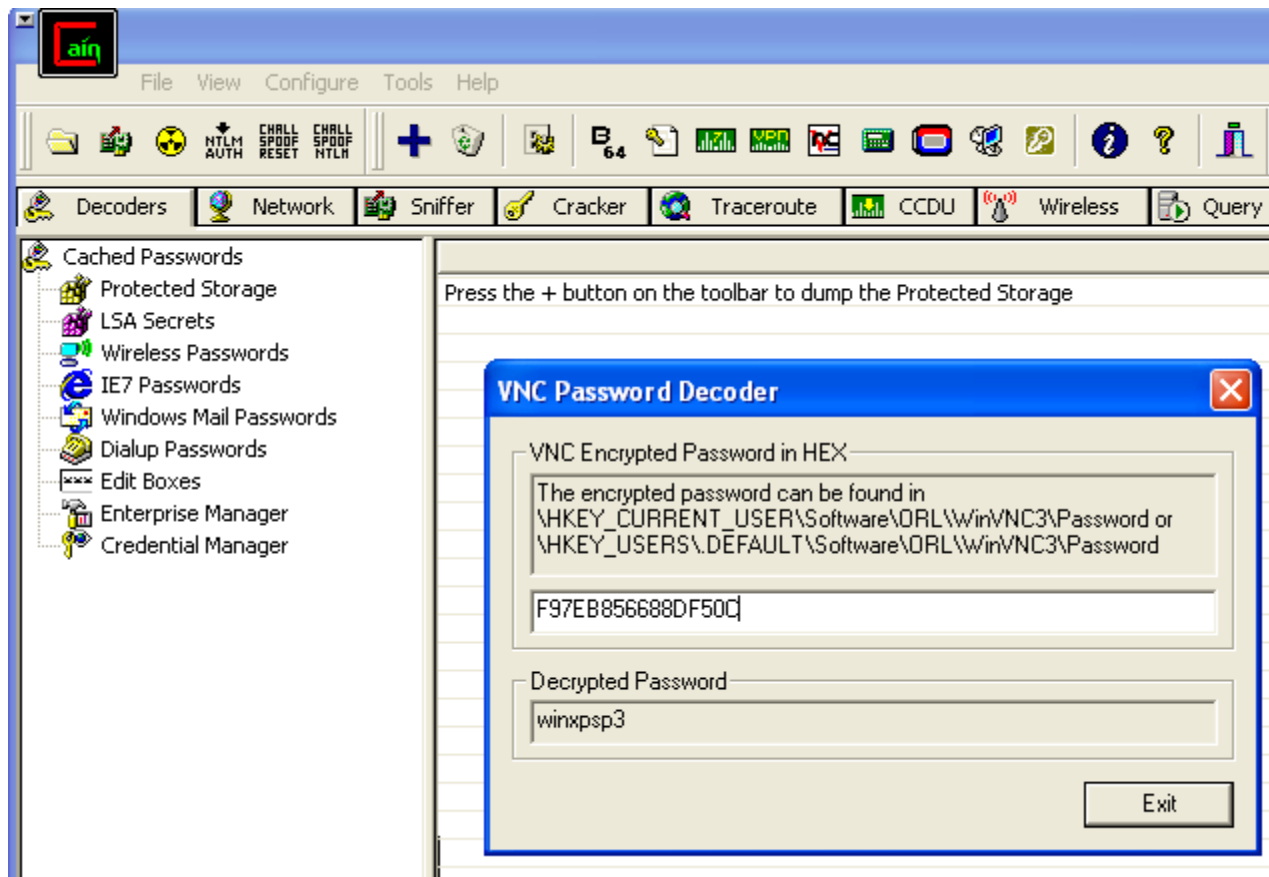 Cain
File View Configure Tools Help
NTLM AUTH CHALL SPOOF RESET CHALL SPOOF NTLM B 64
Decoders Network Sniffer Cracker Traceroute CCDU Wireless Query
Cached Passwords
Protected Storage
LSA Secrets
Wireless Passwords
IE7 Passwords
Windows Mail Passwords
Dialup Passwords
Edit Boxes
Enterprise Manager
Credential Manager
Press the + button on the toolbar to dump the Protected Storage
VNC Password Decoder
VNC Encrypted Password in HEX
The encrypted password can be found in
\HKEY_CURRENT_USER\Software\ORL\WinVNC3\Password or
\HKEY_USERS\.DEFAULT\Software\ORL\WinVNC3\Password
F97EB856688DF50C
Decrypted Password
winxpsp3
Exit